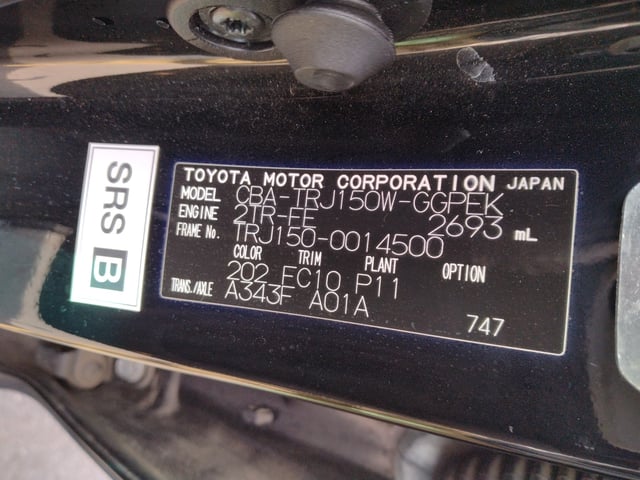 SRS B
TOYOTA MOTOR CORPORATION JAPAN
MODEL CBA-TRJ150W-GGPEK
ENGINE 2TR-FE 2693 mL
FRAME No. TRJ150-0014500
COLOR TRIM PLANT OPTION
202 FC10 P11
TRANS./AXLE A343F A01A
747